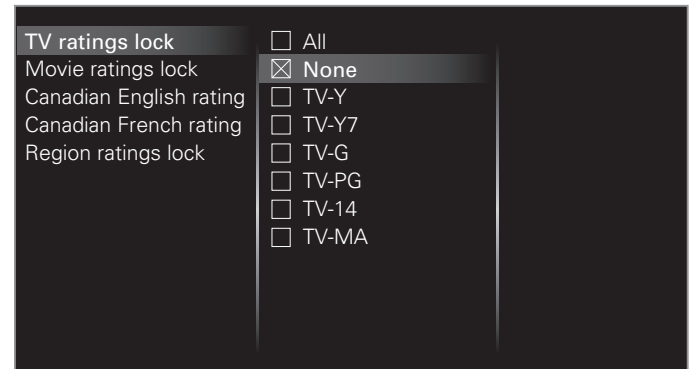 TV ratings lock
Movie ratings lock
Canadian English rating
Canadian French rating
Region ratings lock
All
None
TV-Y
TV-Y7
TV-G
TV-PG
TV-14
TV-MA